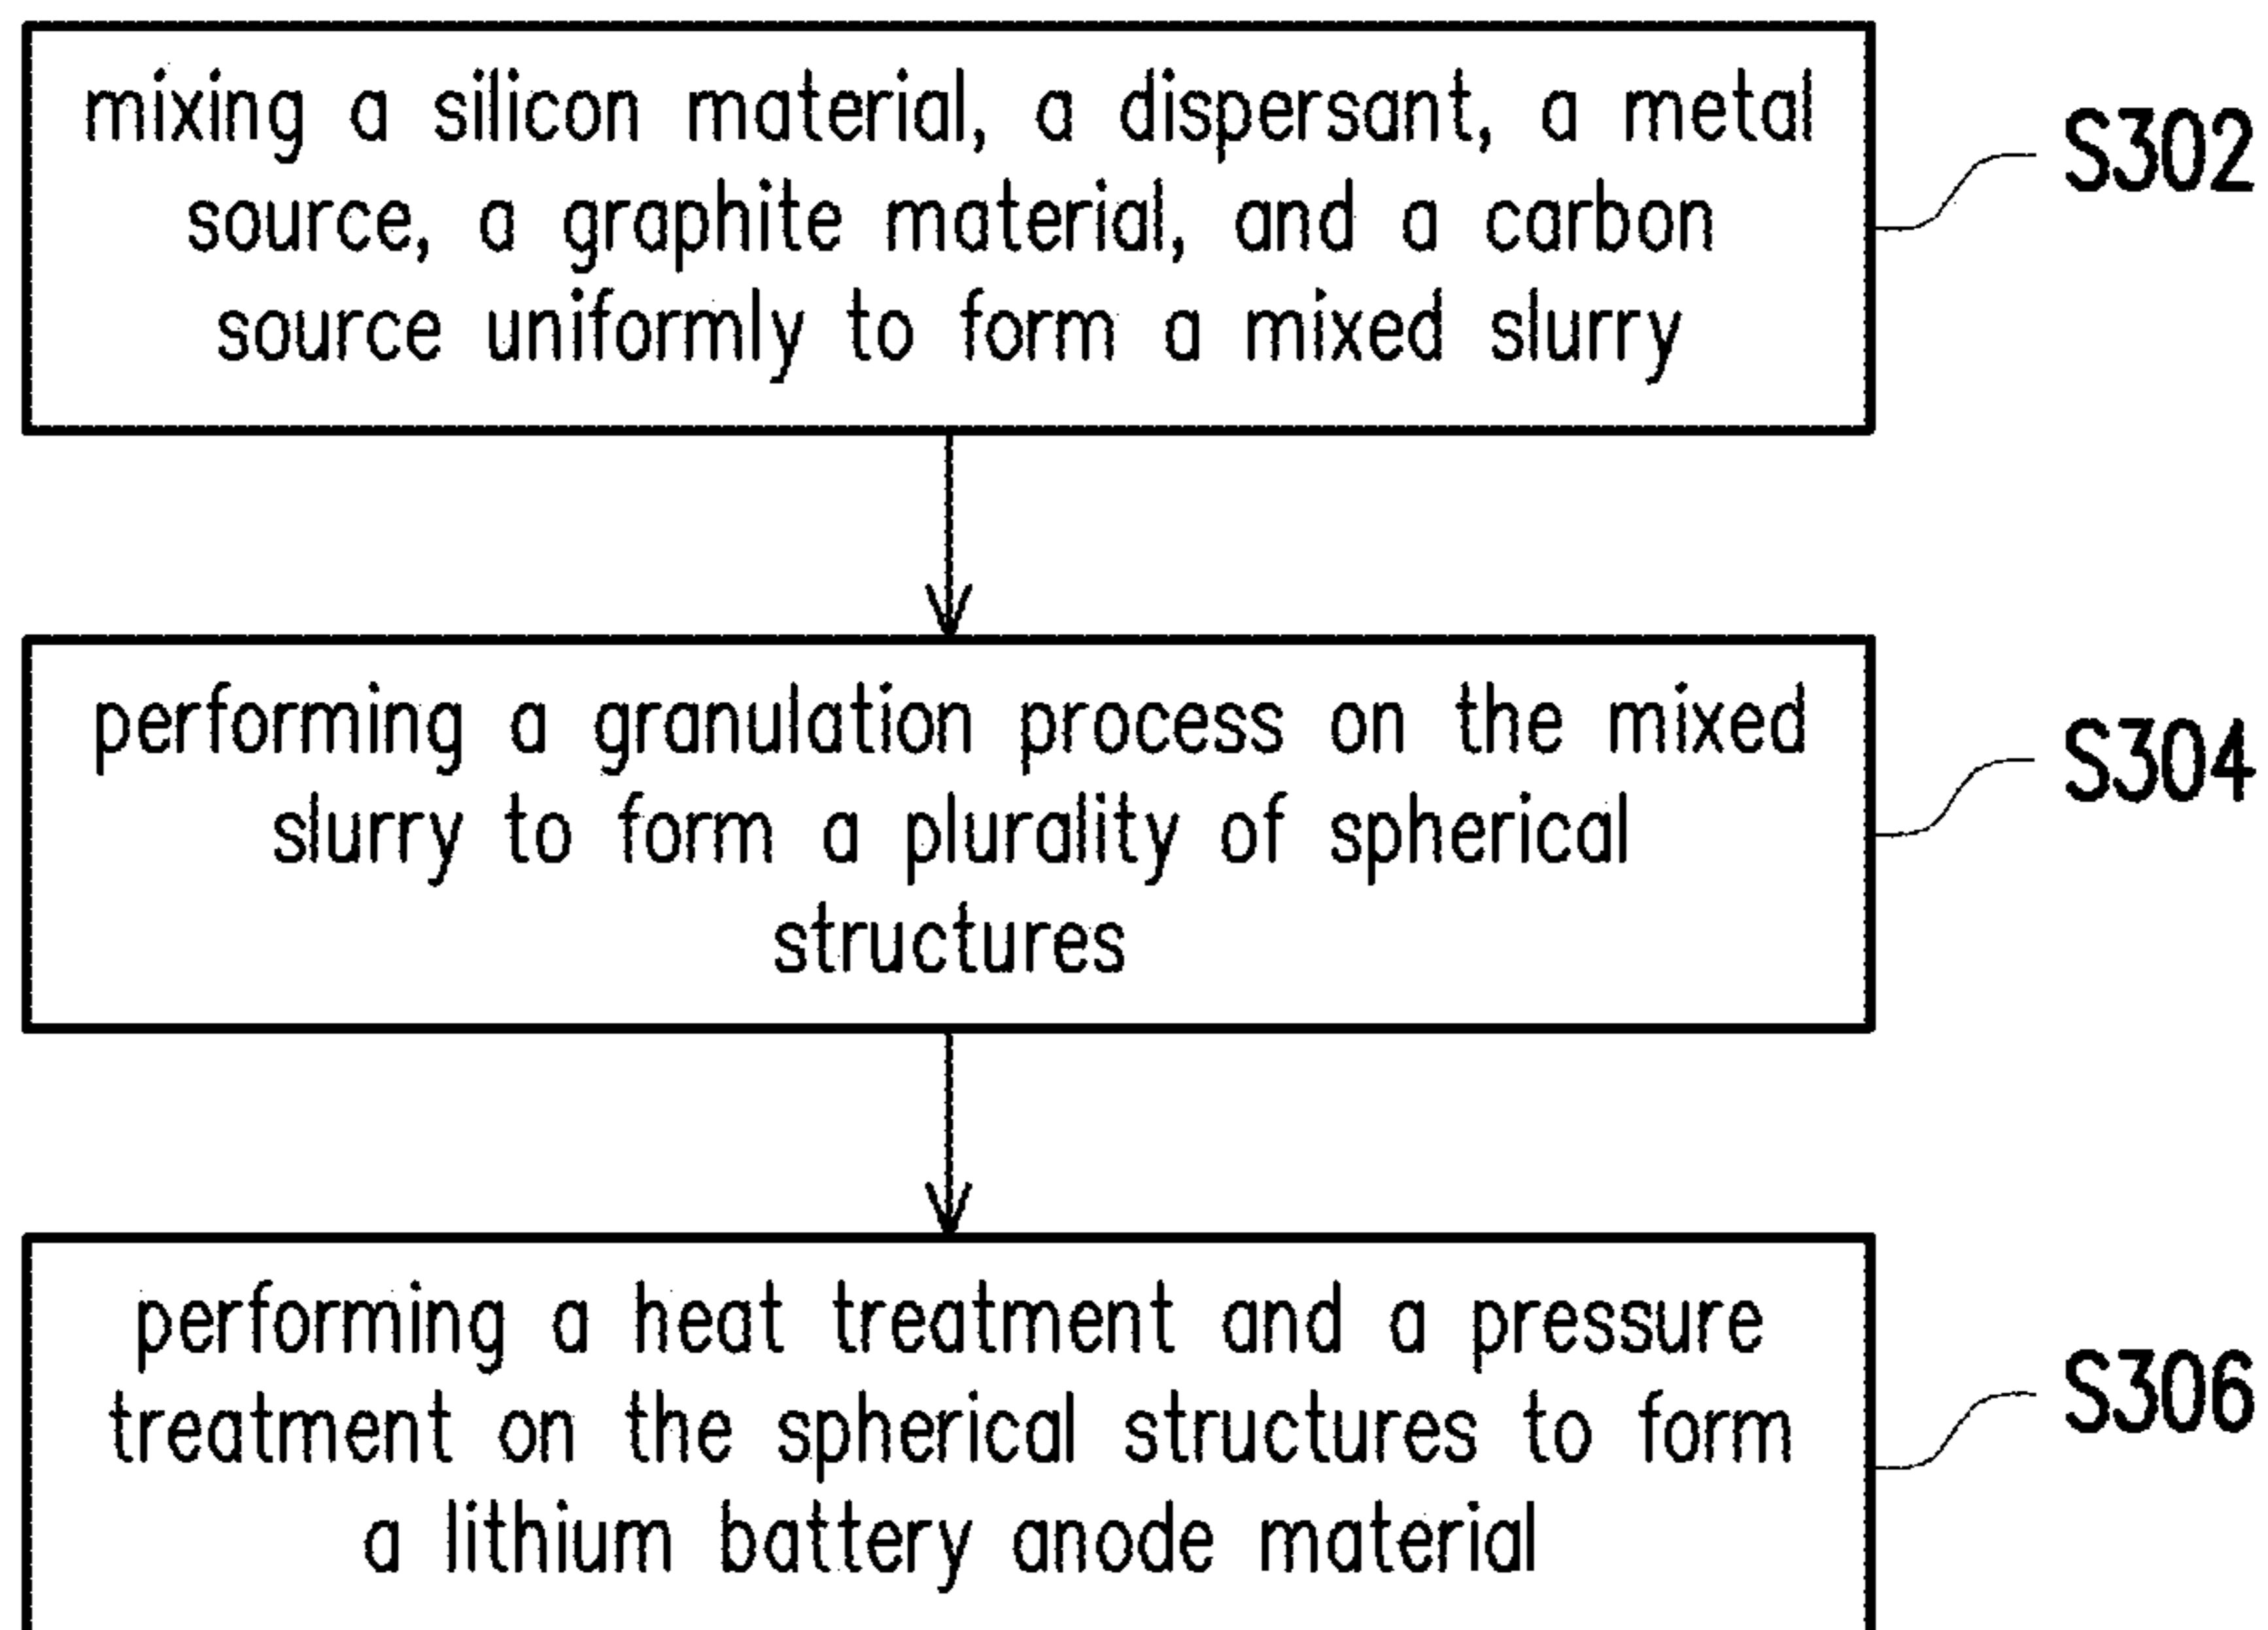 mixing a silicon material, a dispersant, a metal
source, a graphite material, and a carbon
source uniformly to form a mixed slurry
S302
performing a granulation process on the mixed
slurry to form a plurality of spherical
structures
S304
performing a heat treatment and a pressure
treatment on the spherical structures to form
a lithium battery anode material
S306